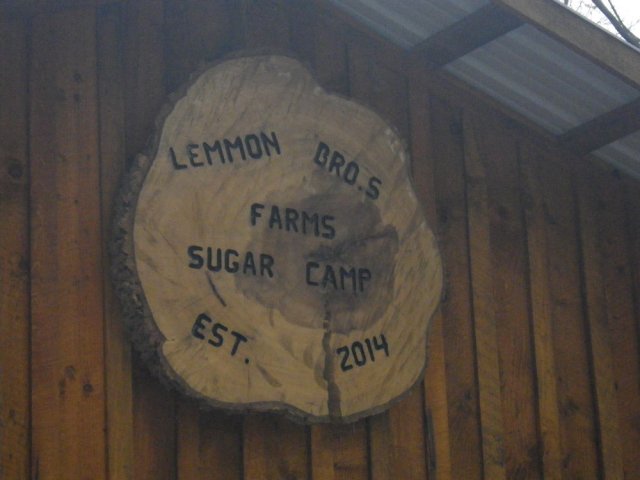 LEMMON BRO.S
FARMS
SUGAR CAMP
EST. 2014